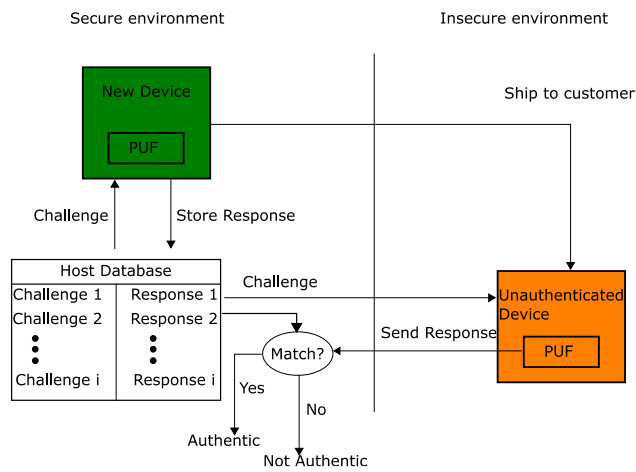 Secure environment
Insecure environment
New Device
PUF
Ship to customer
Challenge
Store Response
Host Database
Challenge 1
Response 1
Challenge 2
Response 2
Challenge i
Response i
Challenge
Unauthenticated
Device
PUF
Send Response
Match?
Yes
No
Authentic
Not Authentic